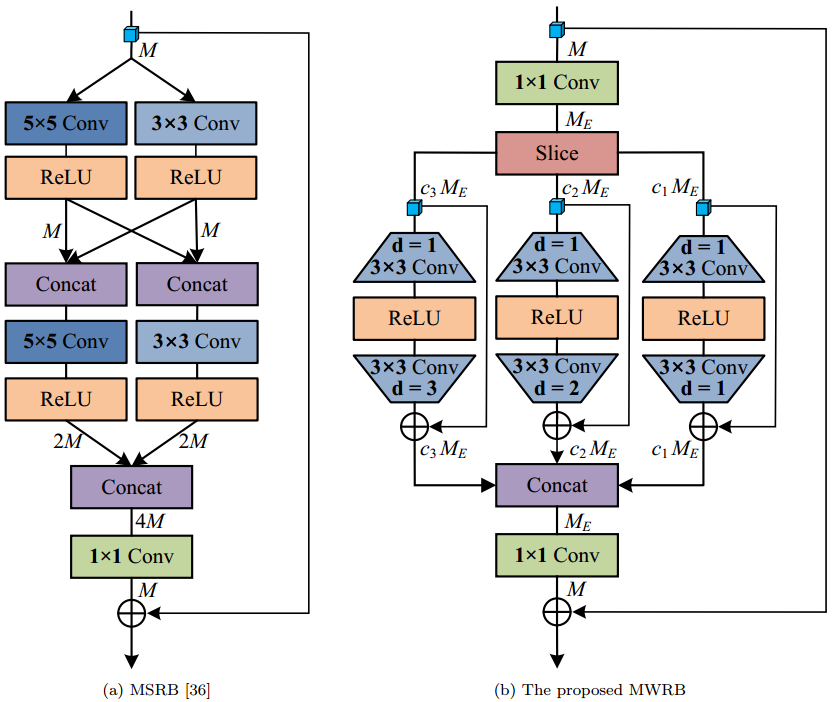 M
5×5 Conv
3×3 Conv
ReLU
ReLU
M
M
Concat
Concat
5×5 Conv
3×3 Conv
ReLU
ReLU
2M
2M
Concat
4M
1×1 Conv
M
(a) MSRB [36]
M
1×1 Conv
M_E
Slice
c_3 M_E
c_2 M_E
c_1 M_E
d = 1
3×3 Conv
d = 1
3×3 Conv
d = 1
3×3 Conv
ReLU
ReLU
ReLU
3×3 Conv
d = 3
3×3 Conv
d = 2
3×3 Conv
d = 1
c_3 M_E
c_2 M_E
c_1 M_E
Concat
M_E
1×1 Conv
M
(b) The proposed MWRB